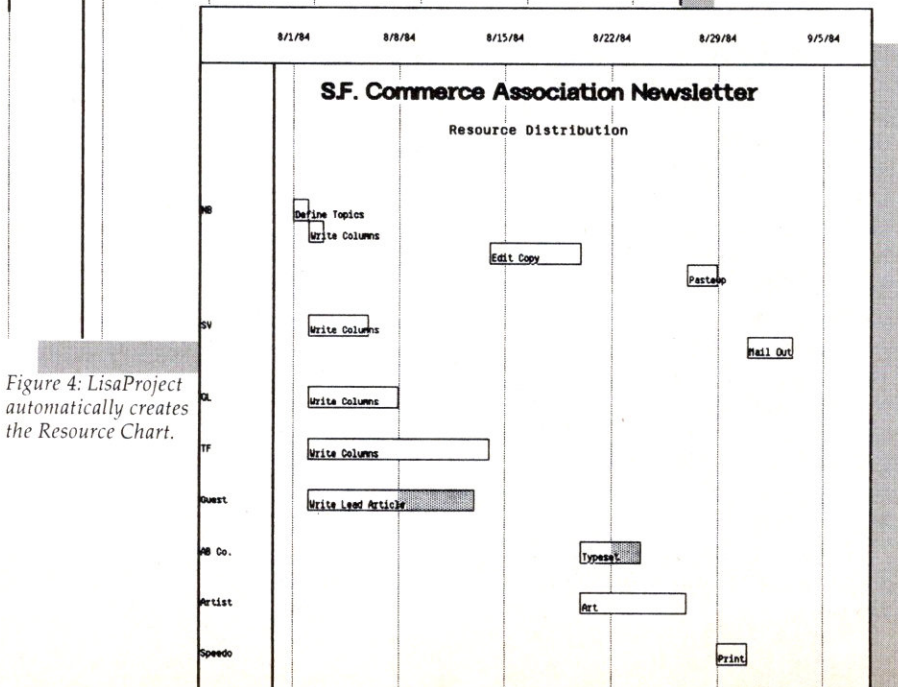 8/1/84 8/8/84 8/15/84 8/22/84 8/29/84 9/5/84
S.F. Commerce Association Newsletter
Resource Distribution
Define Topics
Write Columns
Edit Copy
Pasteup
SV
Write Columns
Mail Out
Write Columns
TF
Write Columns
Guest
Write Lead Article
AB Co.
Typeset
Artist
Art
Speedo
Print
Figure 4: LisaProject
automatically creates
the Resource Chart.